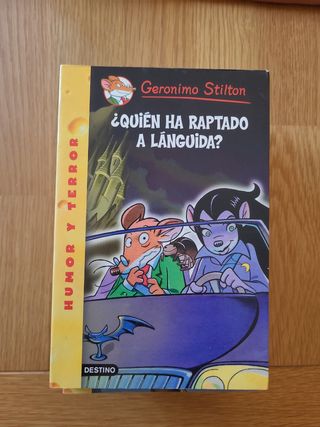 Geronimo Stilton
¿QUIÉN HA RAPTADO
A LÁNGUIDA?
HUMOR Y TERROR
DESTINO